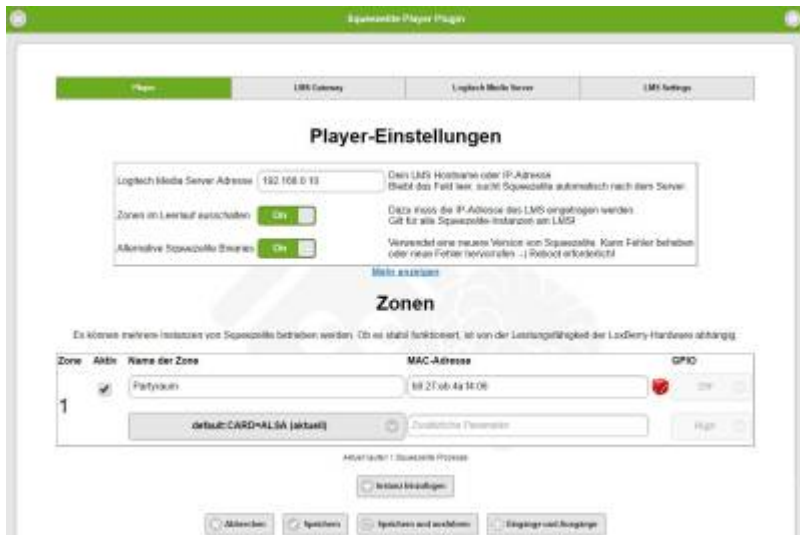 Squeezelite Player Plugin
Player
LMS Gateway
Logitech Media Server
LMS Settings
Player-Einstellungen
Logitech Media Server Adresse
192.168.0.10
Dein LMS Hostname oder IP-Adresse
Bleibt das Feld leer, sucht Squeezelite automatisch nach dem Server.
Zonen im Leerlauf ausschalten
On
Dazu muss die IP-Adresse des LMS eingetragen werden.
Gilt für alle Squeezelite-Instanzen am LMS!
Alternative Squeezelite Binaries
On
Verwendet eine neuere Version von Squeezelite. Kann Fehler beheben
oder neue Fehler hervorrufen :-) Reboot erforderlich!
Mehr anzeigen
Zonen
Es können mehrere Instanzen von Squeezelite betrieben werden. Ob es stabil funktioniert, ist von der Leistungsfähigkeit der LoxBerry-Hardware abhängig.
Zone
Aktiv
Name der Zone
MAC-Adresse
GPIO
1
Partyraum
Off
default:CARD=ALSA (aktuell)
Zusätzliche Parameter
High
Aktuell laufen 1 Squeezelite Prozesse
Instanz hinzufügen
Abbrechen
Speichern
Speichern und ausführen
Eingänge und Ausgänge